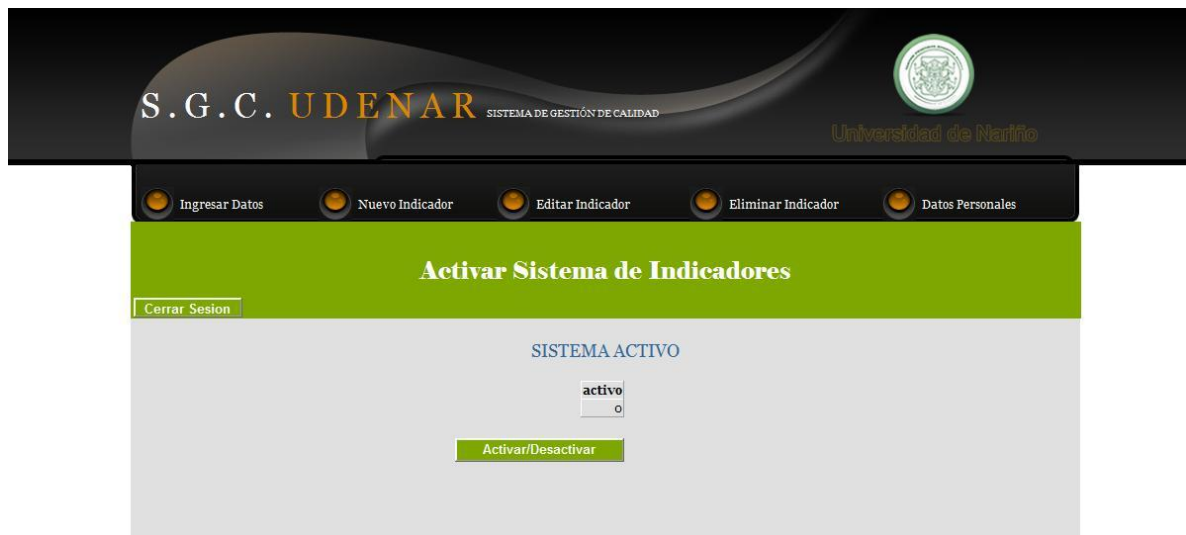 S.G.C. UDENAR SISTEMA DE GESTIÓN DE CALIDAD
Universidad de Nariño
Ingresar Datos Nuevo Indicador Editar Indicador Eliminar Indicador Datos Personales
Activar Sistema de Indicadores
Cerrar Sesion
SISTEMA ACTIVO
activo
0
Activar/Desactivar